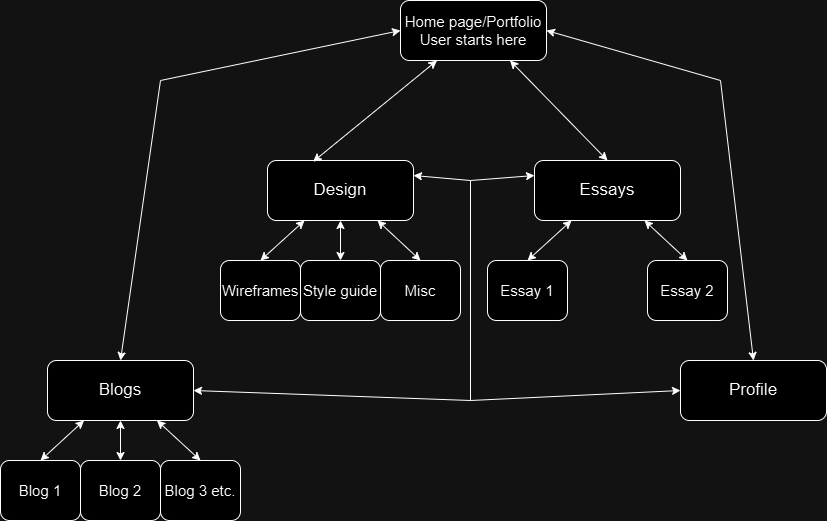 Home page/Portfolio
User starts here
Design
Essays
Wireframes
Style guide
Misc
Essay 1
Essay 2
Blogs
Profile
Blog 1
Blog 2
Blog 3 etc.